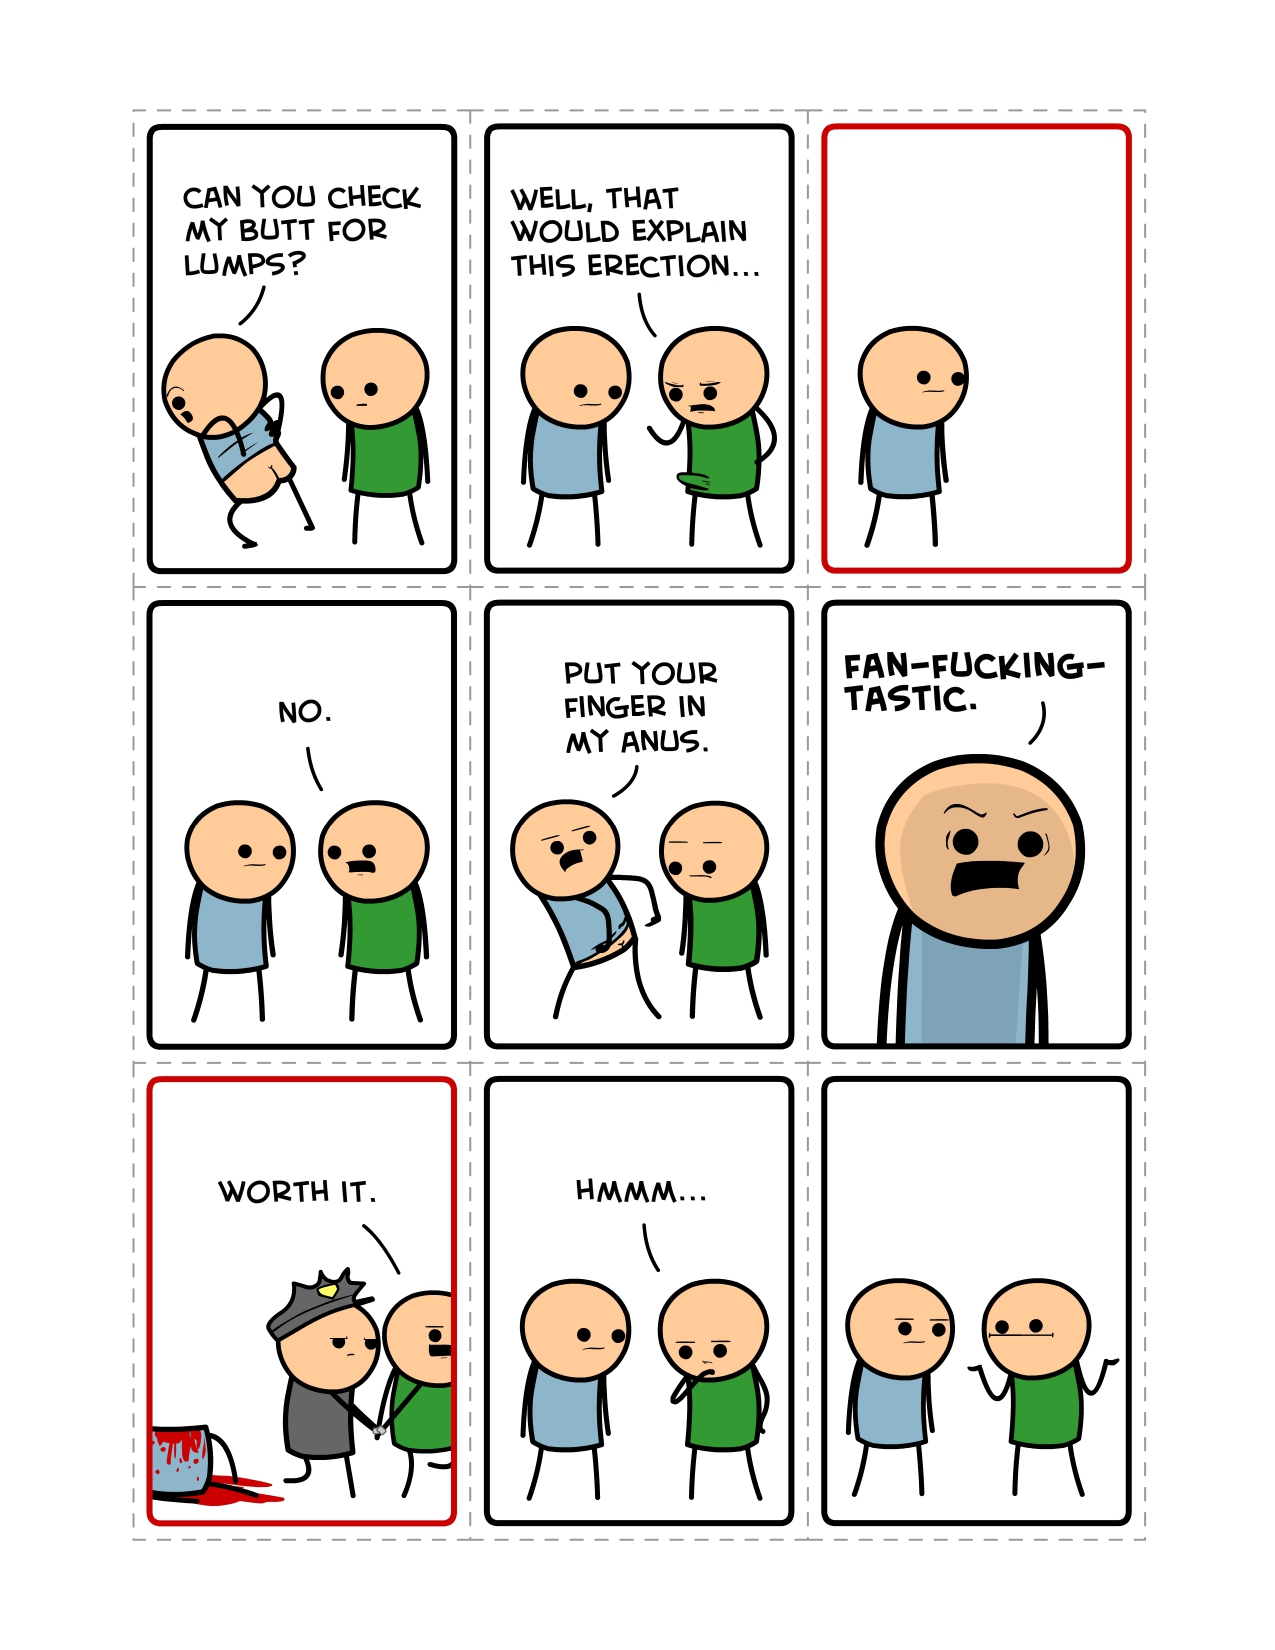 CAN YOU CHECK
MY BUTT FOR
LUMPS?
WELL, THAT
WOULD EXPLAIN
THIS ERECTION...
NO.
PUT YOUR
FINGER IN
MY ANUS.
FAN-FUCKING-
TASTIC.
WORTH IT.
HMMM...